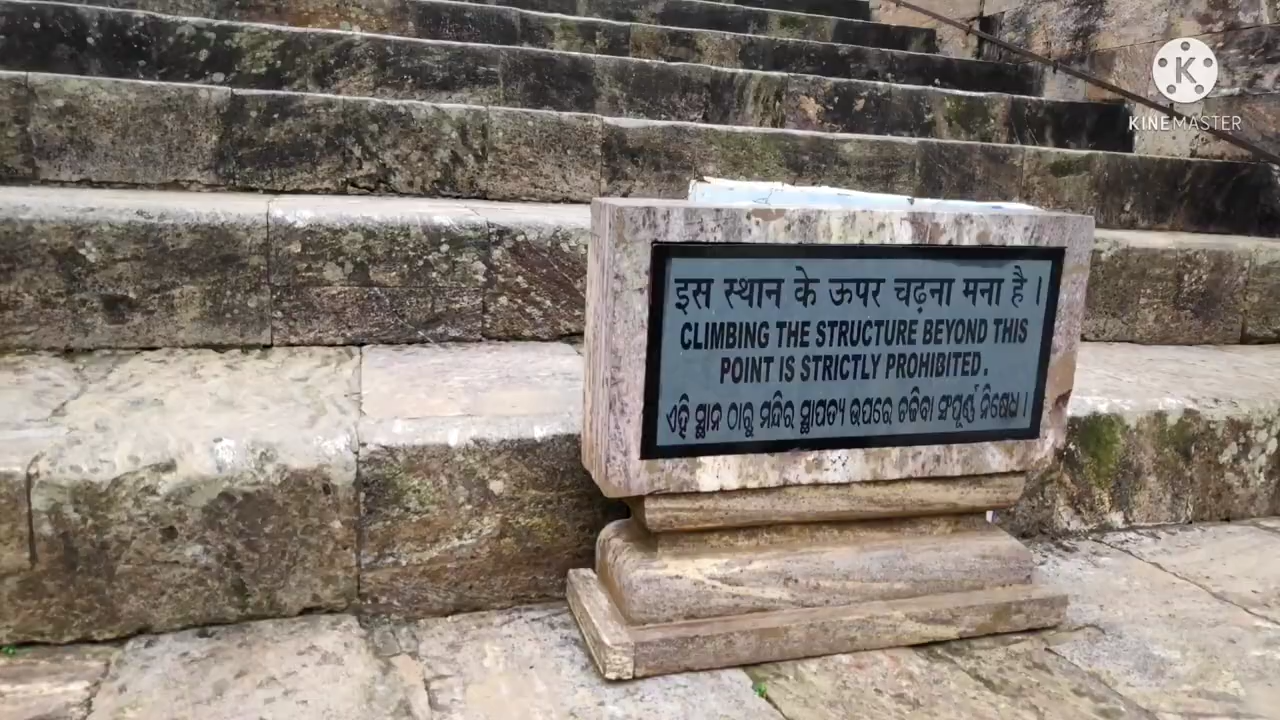 KINEMASTER
इस स्थान के ऊपर चढ़ना मना है ।
CLIMBING THE STRUCTURE BEYOND THIS
POINT IS STRICTLY PROHIBITED.
ଏହି ସ୍ଥାନ ଠାରୁ ମନ୍ଦିର ସ୍ଥାପତ୍ୟ ଉପରେ ଚଢିବା ସଂପୂର୍ଣ୍ଣ ନିଷେଧ ।